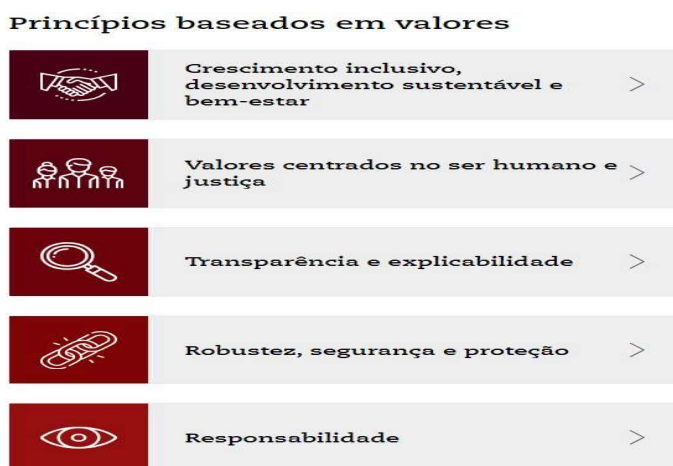 Princípios baseados em valores
Crescimento inclusivo,
desenvolvimento sustentável e
bem-estar
Valores centrados no ser humano e
justiça
Transparência e explicabilidade
Robustez, segurança e proteção
Responsabilidade